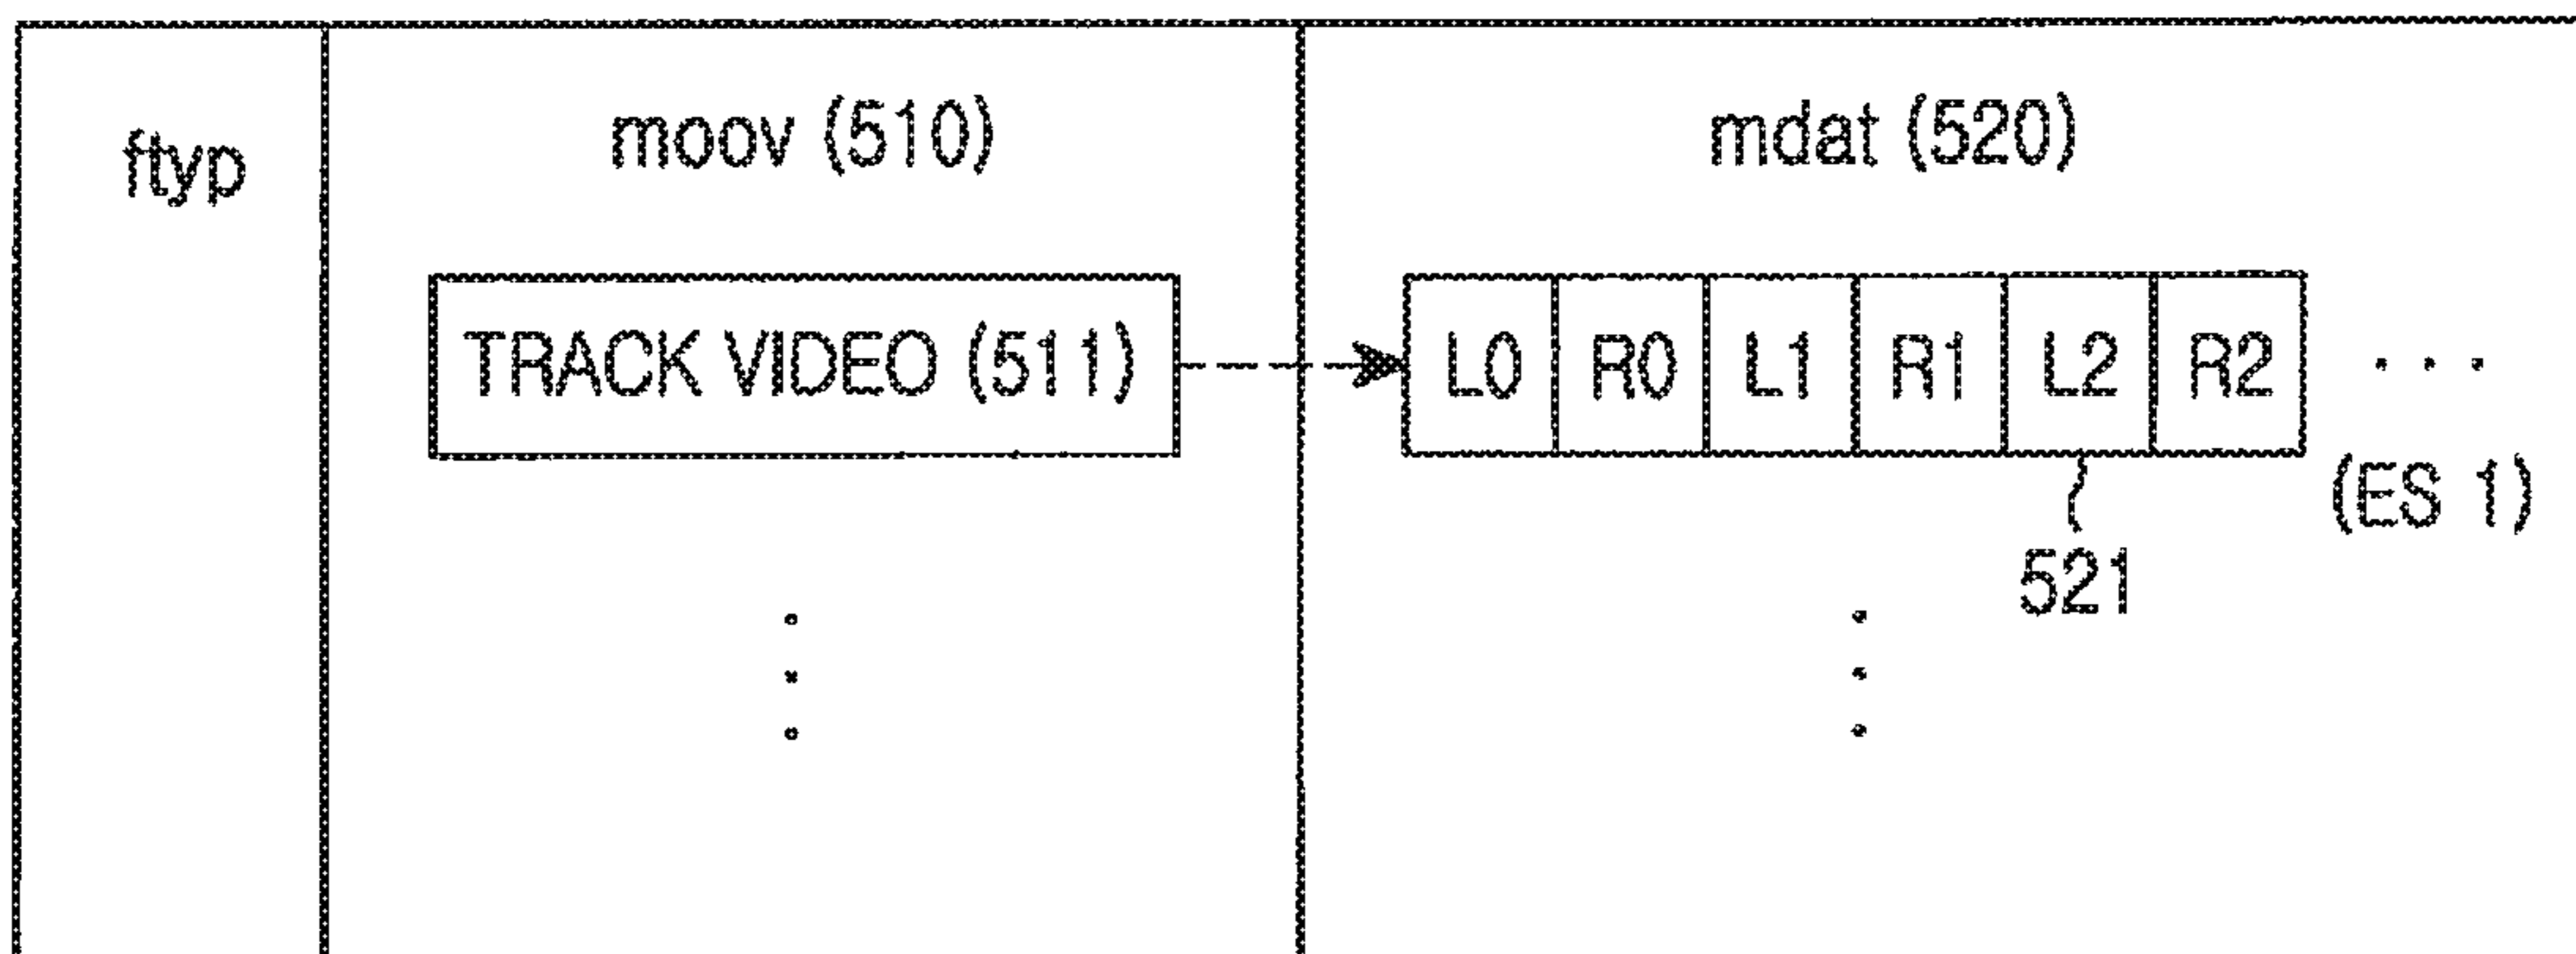 ftyp
moov (510)
mdat (520)
TRACK VIDEO (511)
L0 R0 L1 R1 L2 R2 . . .
(ES 1)
521